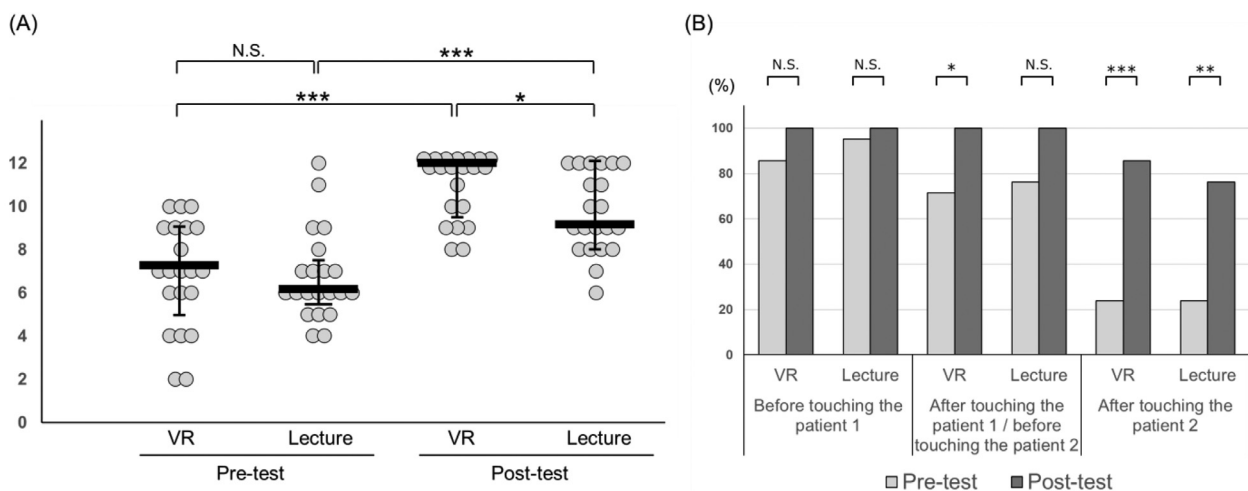 (A)
N.S.
***
***
*
12
10
8
6
4
2
0
VR
Lecture
VR
Lecture
Pre-test
Post-test
(B)
N.S.
N.S.
*
N.S.
***
**
(%)
100
80
60
40
20
0
VR
Lecture
VR
Lecture
VR
Lecture
Before touching the
patient 1
After touching the
patient 1 / before
touching the patient 2
After touching the
patient 2
Pre-test
Post-test